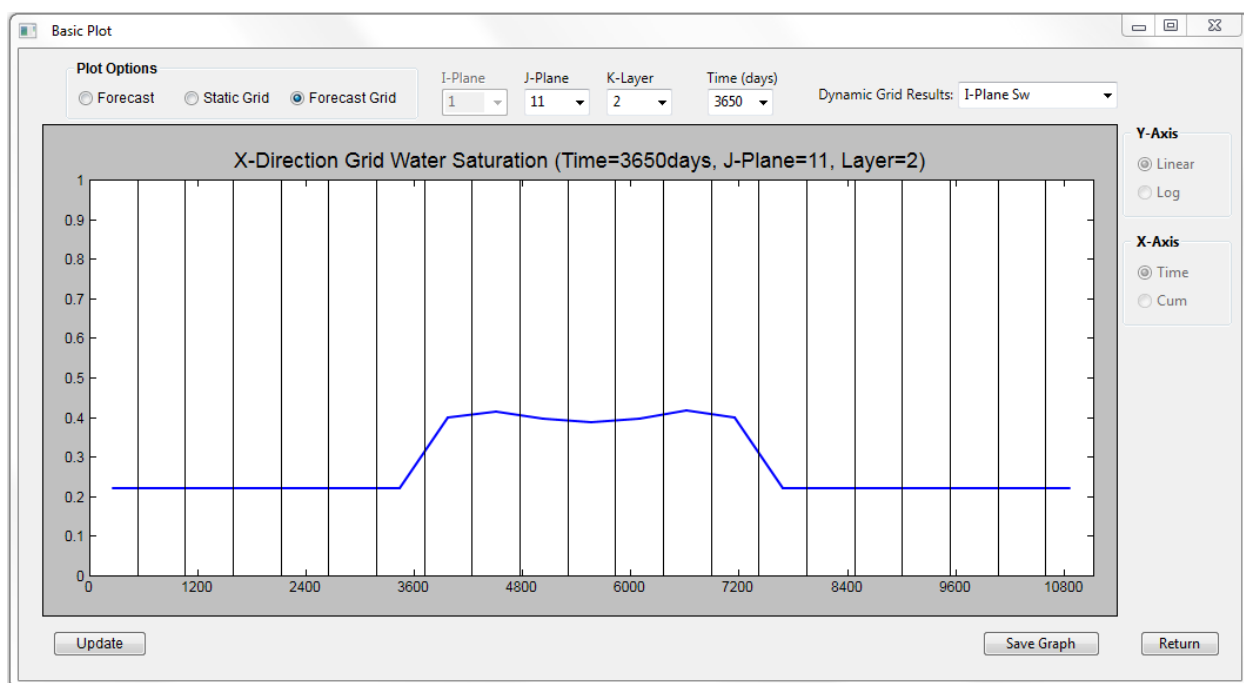 Basic Plot
Plot Options
Forecast
Static Grid
Forecast Grid
I-Plane
1
J-Plane
11
K-Layer
2
Time (days)
3650
Dynamic Grid Results:
I-Plane Sw
X-Direction Grid Water Saturation (Time=3650days, J-Plane=11, Layer=2)
1
0.9
0.8
0.7
0.6
0.5
0.4
0.3
0.2
0.1
0
0 1200 2400 3600 4800 6000 7200 8400 9600 10800
Y-Axis
Linear
Log
X-Axis
Time
Cum
Update
Save Graph
Return